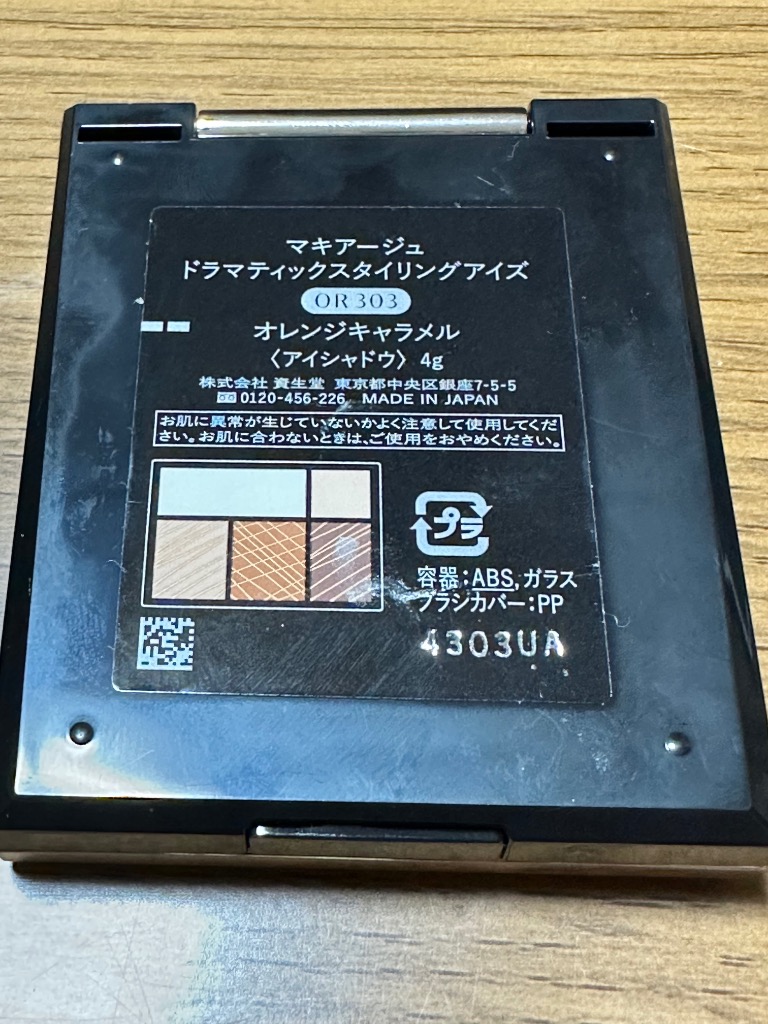 マキアージュ
ドラマティックスタイリングアイズ
OR303
オレンジキャラメル
〈アイシャドウ〉4g
株式会社 資生堂 東京都中央区銀座7-5-5
0120-456-226 MADE IN JAPAN
お肌に異常が生じていないかよく注意して使用してくだ
さい。お肌に合わないときは、ご使用をおやめください。
プラ
容器:ABS,ガラス
ブラシカバー:PP
4303UA